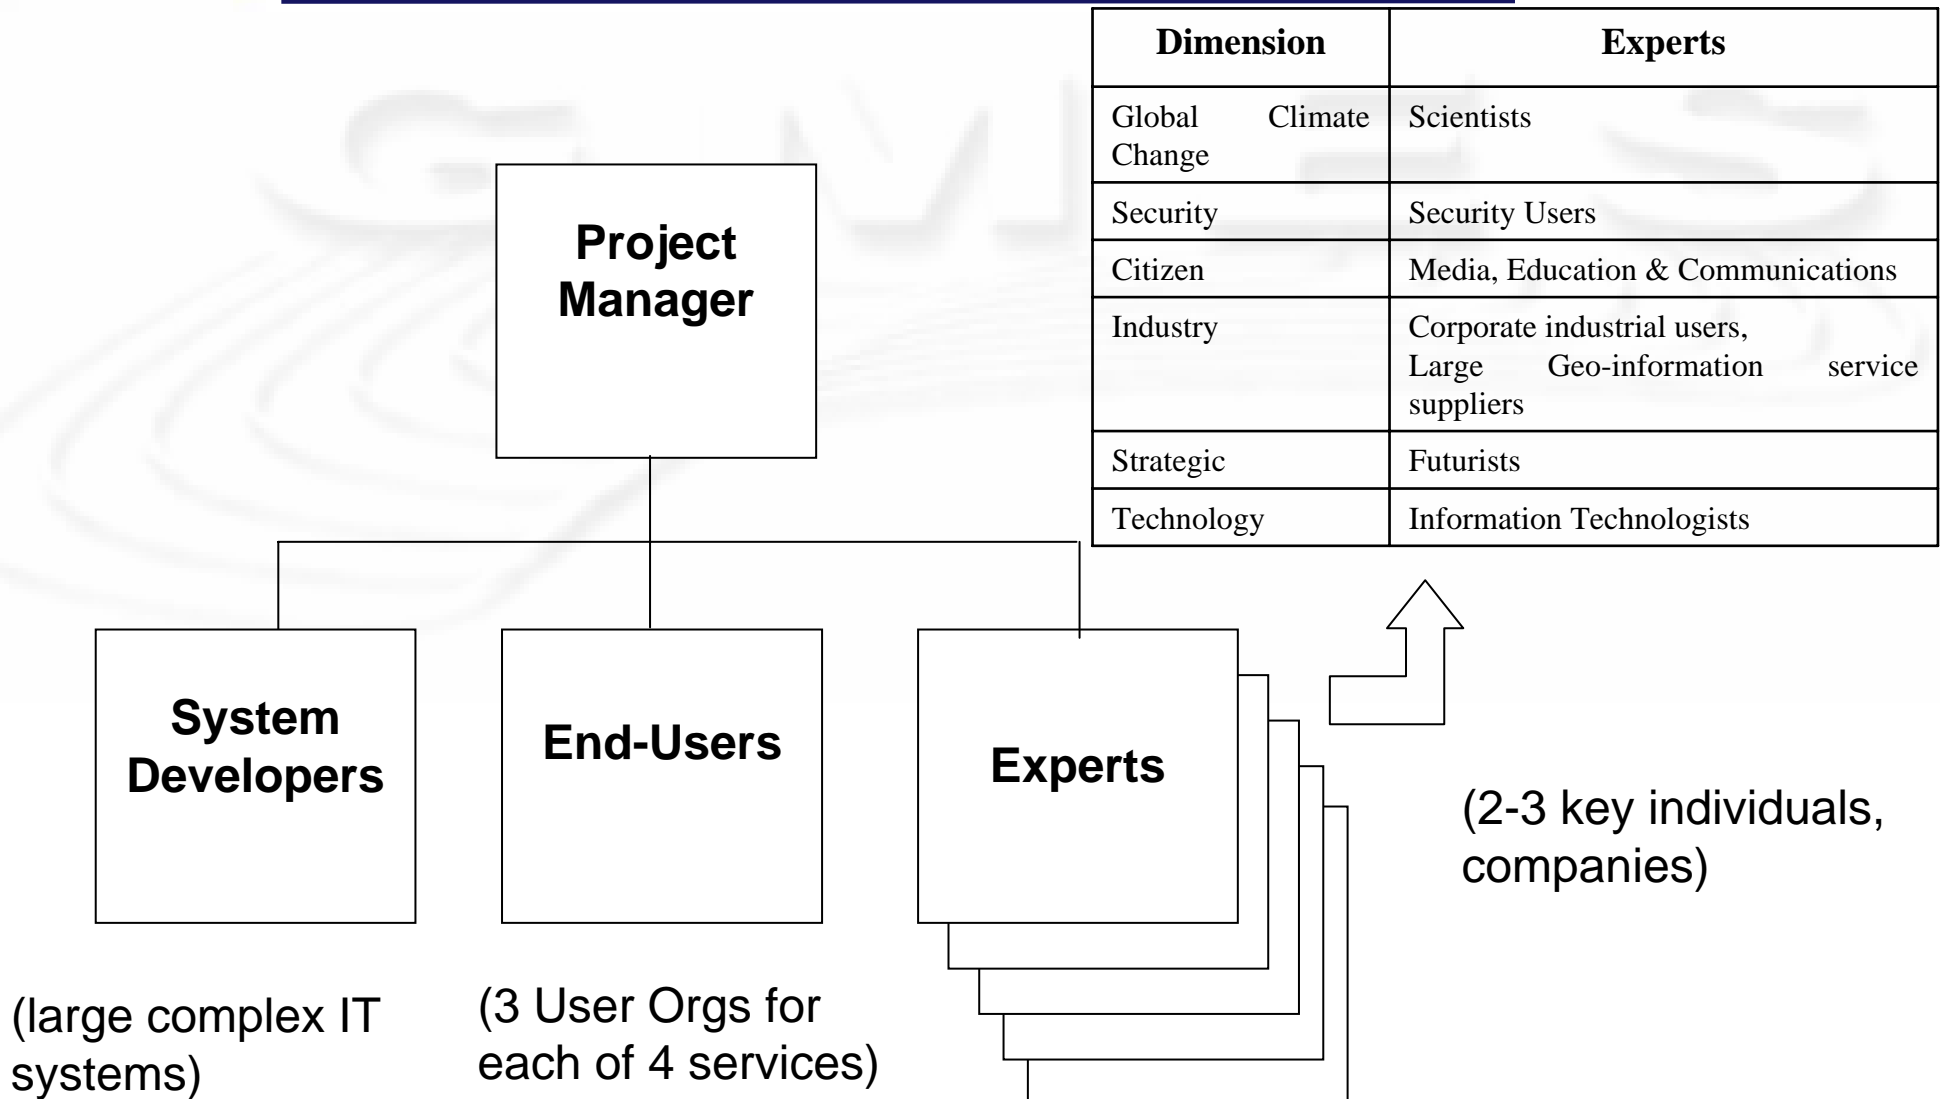 Dimension Experts
Global Climate Change Scientists
Security Security Users
Citizen Media, Education & Communications
Industry Corporate industrial users,
Large Geo-information service
suppliers
Strategic Futurists
Technology Information Technologists
Project
Manager
System
Developers
End-Users
Experts
(2-3 key individuals,
companies)
(large complex IT
systems)
(3 User Orgs for
each of 4 services)
GMES